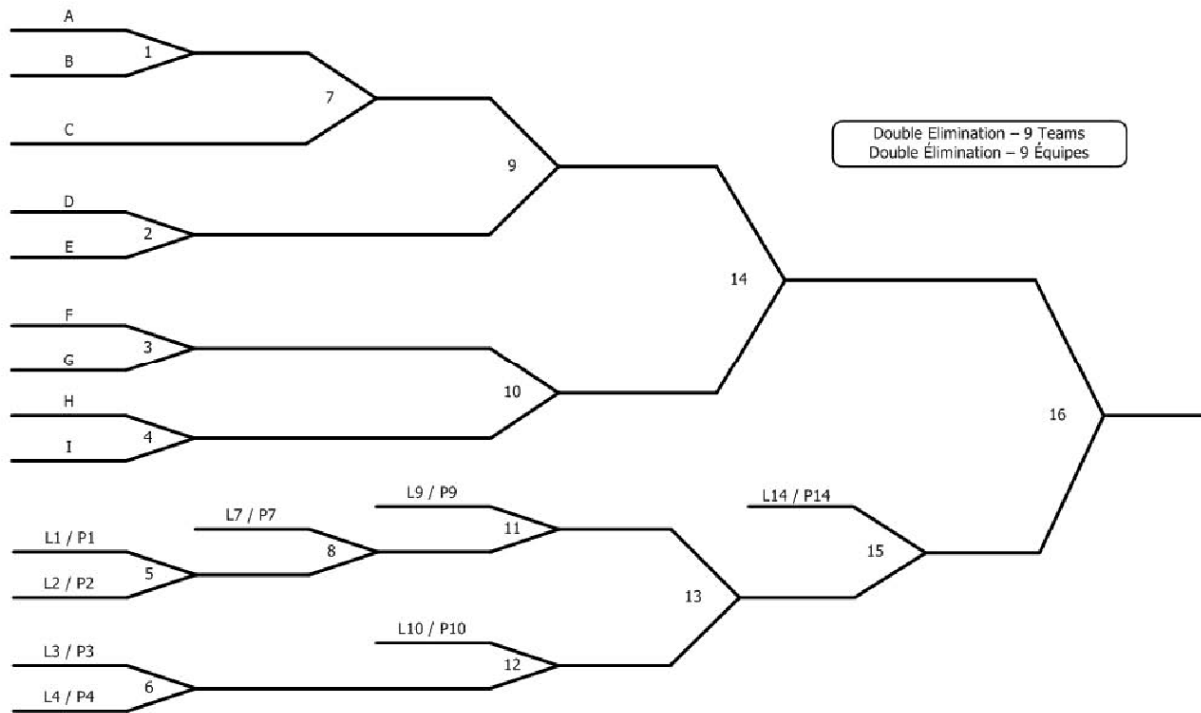 A
1
B
7
C
Double Elimination – 9 Teams
Double Élimination – 9 Équipes
9
D
2
E
14
F
3
G
10
H
4
I
16
L9 / P9
L14 / P14
L7 / P7
11
L1 / P1
8
15
5
L2 / P2
13
L10 / P10
L3 / P3
12
6
L4 / P4